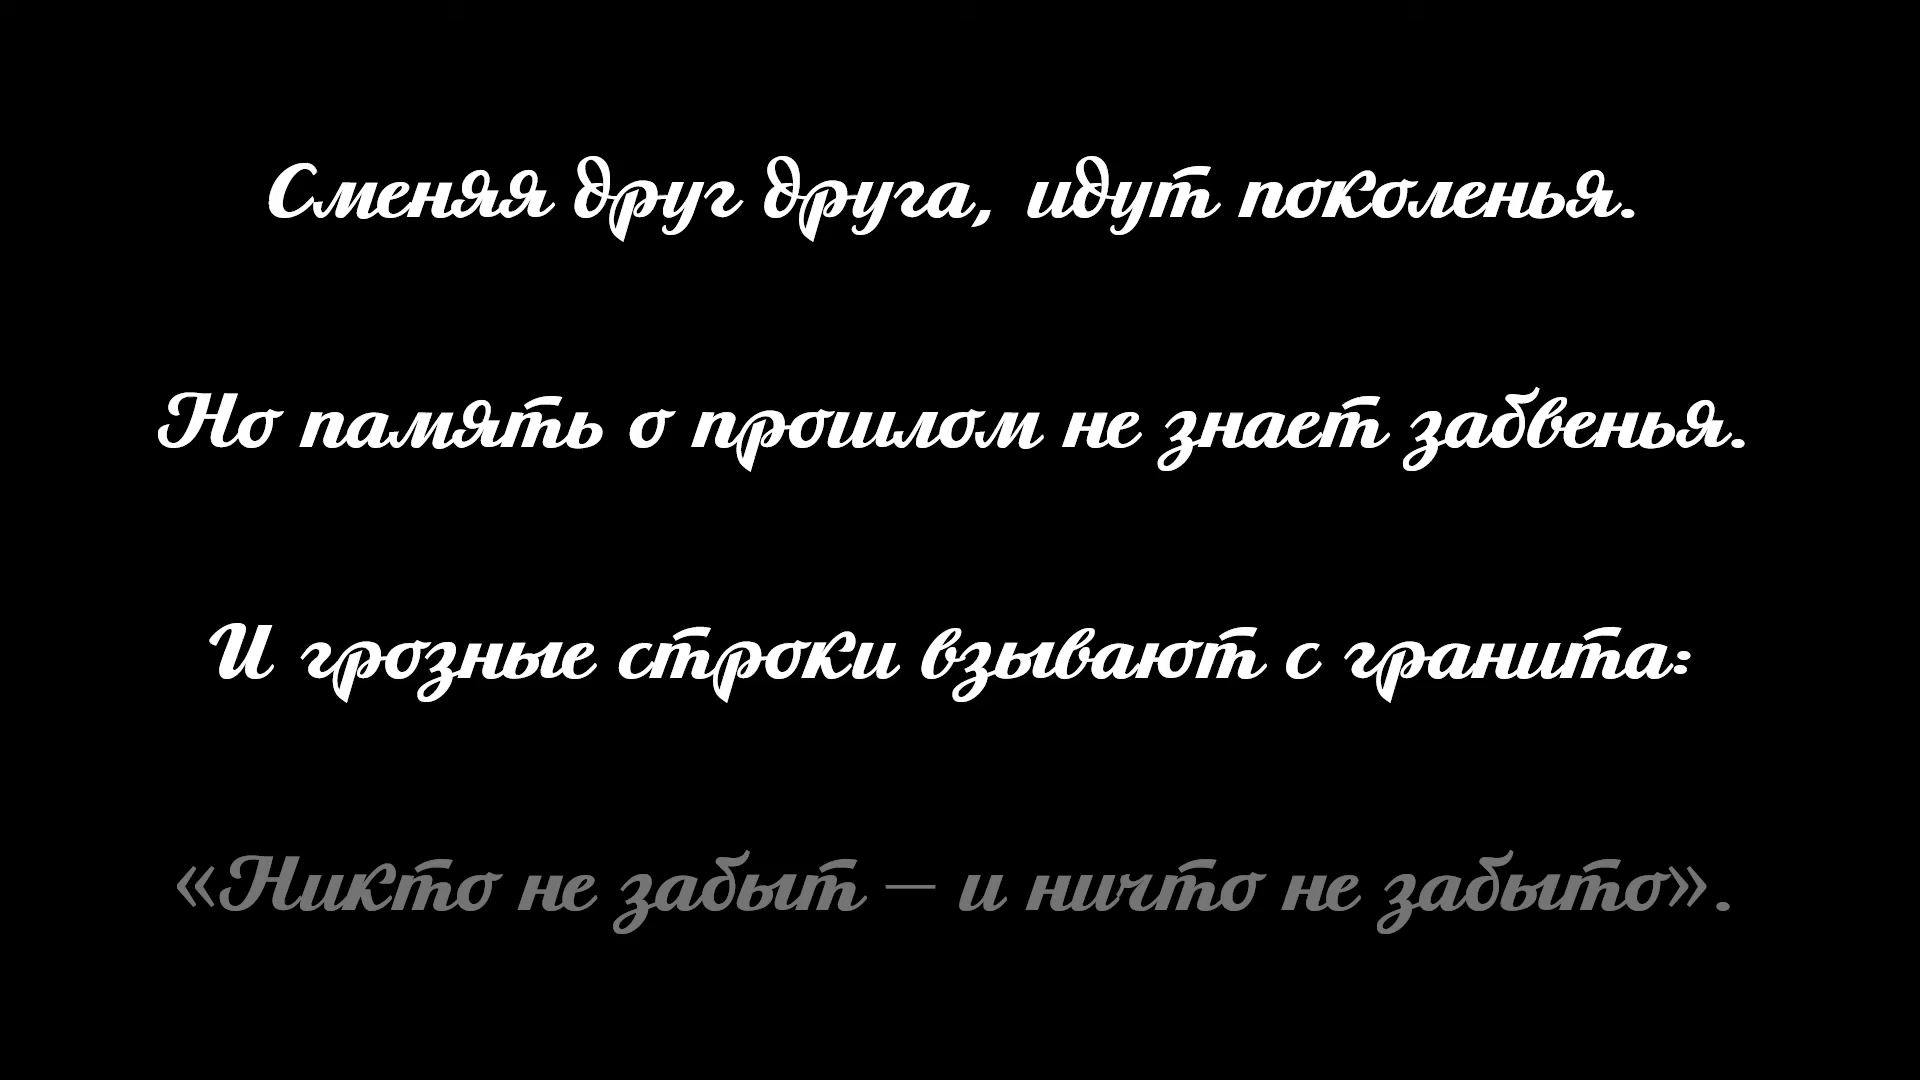 Сменяя друг друга, идут поколенья.
Но память о прошлом не знает забвенья.
И грозные строки взывают с гранита:
«Никто не забыт — и ничто не забыто».